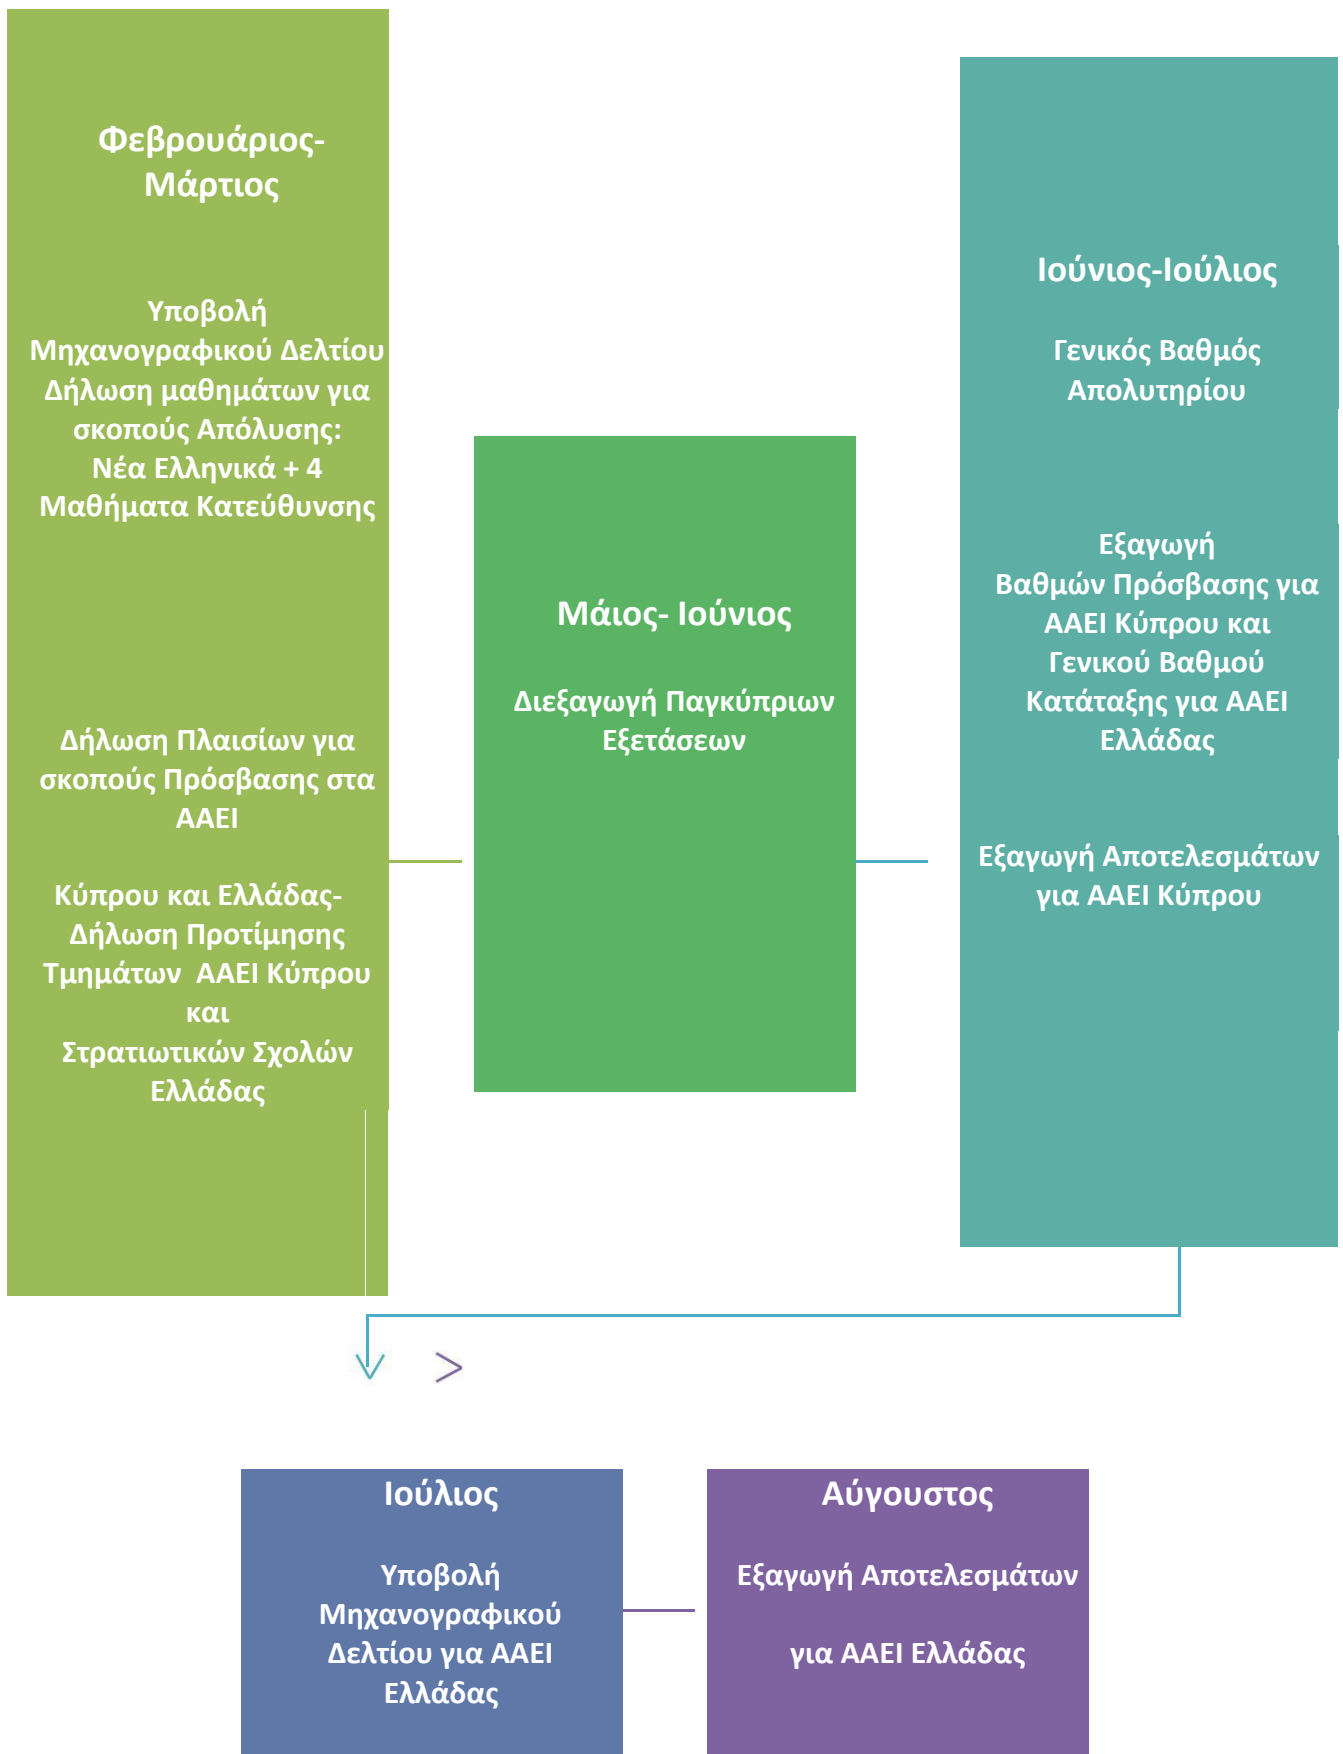 Φεβρουάριος-
Μάρτιος
Υποβολή
Μηχανογραφικού Δελτίου
Δήλωση μαθημάτων για
σκοπούς Απόλυσης:
Νέα Ελληνικά + 4
Μαθήματα Κατεύθυνσης
Δήλωση Πλαισίων για
σκοπούς Πρόσβασης στα
ΑΑΕΙ
Κύπρου και Ελλάδας-
Δήλωση Προτίμησης
Τμημάτων  ΑΑΕΙ Κύπρου
και
Στρατιωτικών Σχολών
Ελλάδας
Μάιος- Ιούνιος
Διεξαγωγή Παγκύπριων
Εξετάσεων
Ιούνιος-Ιούλιος
Γενικός Βαθμός
Απολυτηρίου
Εξαγωγή
Βαθμών Πρόσβασης για
ΑΑΕΙ Κύπρου και
Γενικού Βαθμού
Κατάταξης για ΑΑΕΙ
Ελλάδας
Εξαγωγή Αποτελεσμάτων
για ΑΑΕΙ Κύπρου
Ιούλιος
Υποβολή
Μηχανογραφικού
Δελτίου για ΑΑΕΙ
Ελλάδας
Αύγουστος
Εξαγωγή Αποτελεσμάτων
για ΑΑΕΙ Ελλάδας